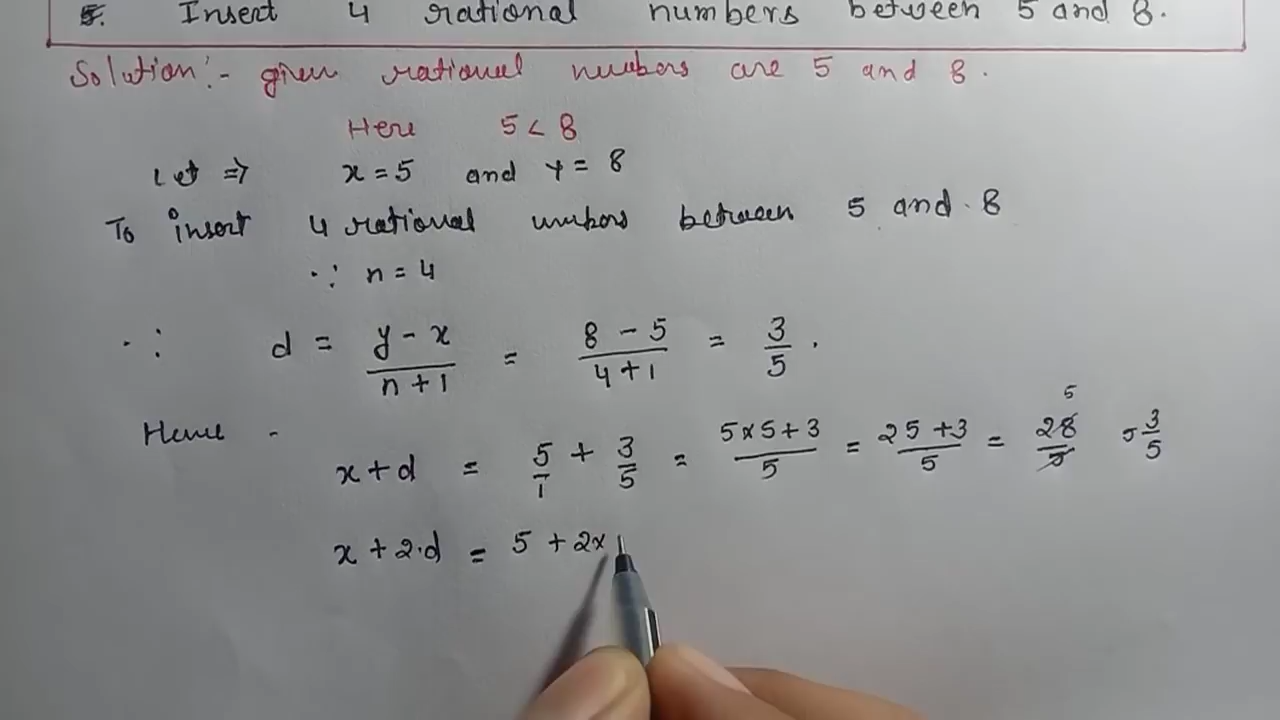 5. Insert 4 rational numbers between 5 and 8.
Solution:- given rational numbers are 5 and 8.
Here 5 < 8
Let ⇒ x = 5 and y = 8
To insert 4 rational numbers between 5 and 8
∵ n = 4
∴ d = (y - x)/(n + 1) = (8 - 5)/(4 + 1) = 3/5 .
Hence - x + d = 5/1 + 3/5 = (5 × 5 + 3)/5 = (25 + 3)/5 = 28/5 5 3/5
5
x + 2·d = 5 + 2×